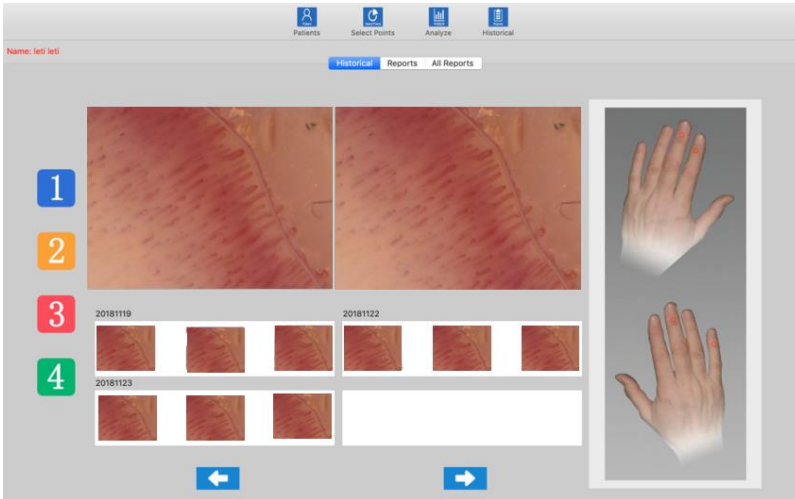 Patients
Select Points
Analyze
Historical
Name: leti leti
Historical
Reports
All Reports
1
2
3
4
20181119
20181122
20181123